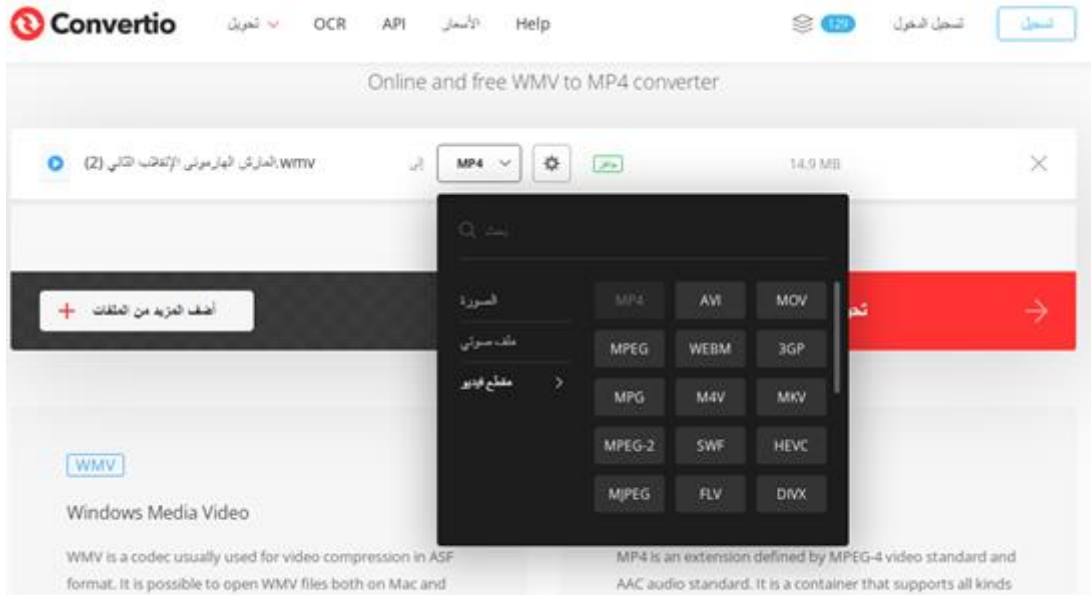 Convertio
تحويل
OCR
API
الأسعار
Help
129
تسجيل الدخول
تسجيل
Online and free WMV to MP4 converter
المارش الهارمونى الإنقلاب الثاني (2).wmv
إلى
MP4
جاهز
14.9 MB
بحث
الصورة
ملف صوتي
مقطع فيديو
MP4 AVI MOV
MPEG WEBM 3GP
MPG M4V MKV
MPEG-2 SWF HEVC
MJPEG FLV DIVX
أضف المزيد من الملفات
WMV
Windows Media Video
WMV is a codec usually used for video compression in ASF
format. It is possible to open WMV files both on Mac and
MP4 is an extension defined by MPEG-4 video standard and
AAC audio standard. It is a container that supports all kinds